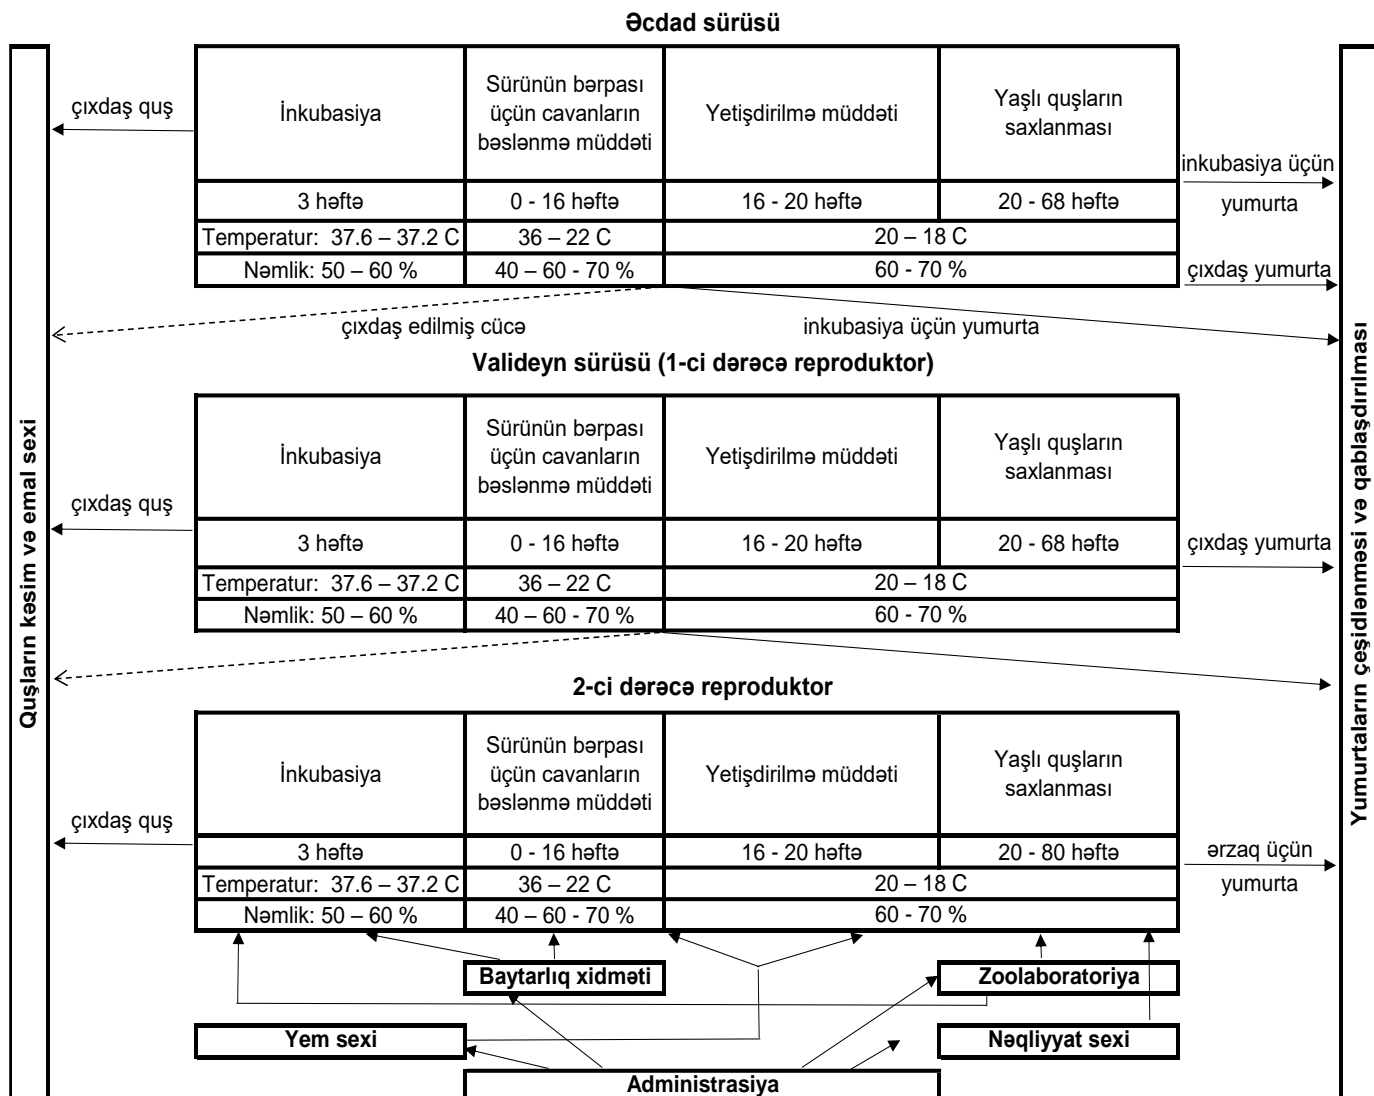 Əcdad sürüsü
çıxdaş quş
İnkubasiya
Sürünün bərpası
üçün cavanların
bəslənmə müddəti
Yetişdirilmə müddəti
Yaşlı quşların
saxlanması
3 həftə
0 - 16 həftə
16 - 20 həftə
20 - 68 həftə
Temperatur: 37.6 – 37.2 C
36 – 22 C
20 – 18 C
Nəmlik: 50 – 60 %
40 – 60 - 70 %
60 - 70 %
inkubasiya üçün
yumurta
çıxdaş yumurta
çıxdaş edilmiş cücə
inkubasiya üçün yumurta
Valideyn sürüsü (1-ci dərəcə reproduktor)
çıxdaş quş
İnkubasiya
Sürünün bərpası
üçün cavanların
bəslənmə müddəti
Yetişdirilmə müddəti
Yaşlı quşların
saxlanması
3 həftə
0 - 16 həftə
16 - 20 həftə
20 - 68 həftə
Temperatur: 37.6 – 37.2 C
36 – 22 C
20 – 18 C
Nəmlik: 50 – 60 %
40 – 60 - 70 %
60 - 70 %
çıxdaş yumurta
2-ci dərəcə reproduktor
çıxdaş quş
İnkubasiya
Sürünün bərpası
üçün cavanların
bəslənmə müddəti
Yetişdirilmə müddəti
Yaşlı quşların
saxlanması
3 həftə
0 - 16 həftə
16 - 20 həftə
20 - 80 həftə
Temperatur: 37.6 – 37.2 C
36 – 22 C
20 – 18 C
Nəmlik: 50 – 60 %
40 – 60 - 70 %
60 - 70 %
ərzaq üçün
yumurta
Baytarlıq xidməti
Zoolaboratoriya
Yem sexi
Nəqliyyat sexi
Administrasiya
Quşların kəsim və emal sexi
Yumurtaların çeşidlənməsi və qablaşdırılması